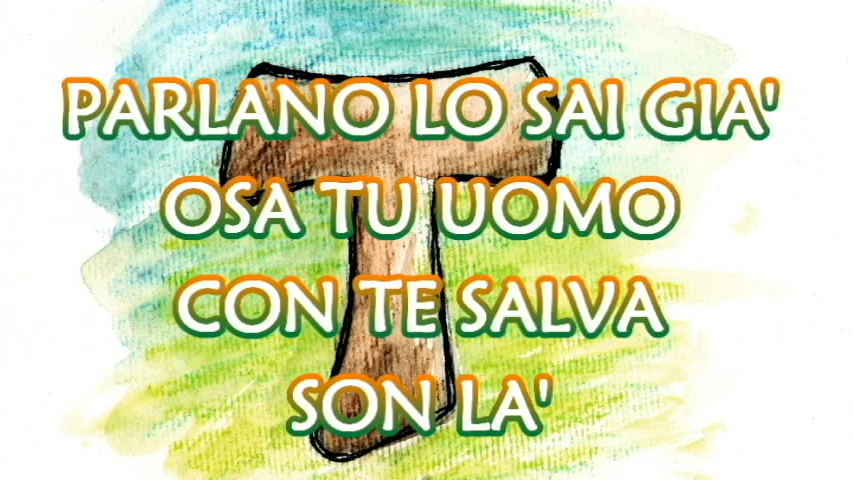 PARLANO LO SAI GIA'
OSA TU UOMO
CON TE SALVA
SON LA'